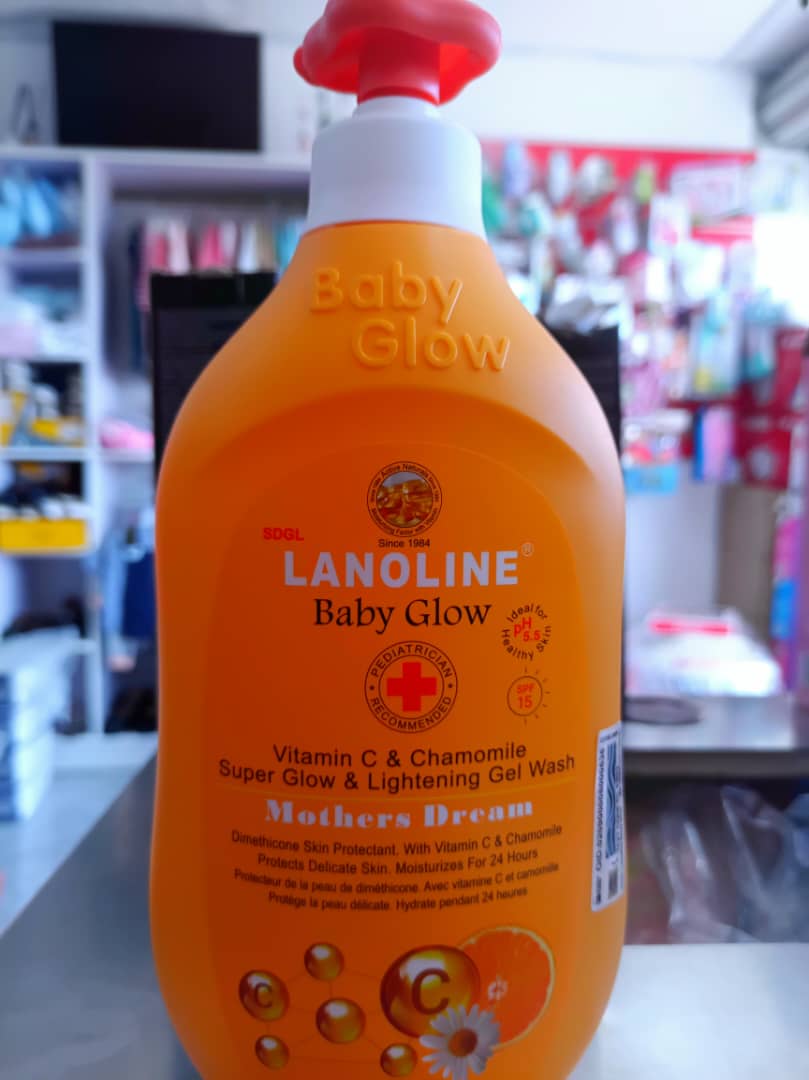 Baby
Glow
Active Naturals
SDGL
Since 1984
LANOLINE®
Baby Glow
Ideal for
pH
5.5
Healthy Skin
PEDIATRICIAN
RECOMMENDED
SPF
15
Vitamin C & Chamomile
Super Glow & Lightening Gel Wash
Mothers Dream
Dimethicone Skin Protectant. With Vitamin C & Chamomile
Protects Delicate Skin. Moisturizes For 24 Hours
Protecteur de la peau de diméthicone. Avec vitamine C et camomille
Protège la peau délicate. Hydrate pendant 24 heures
C
C